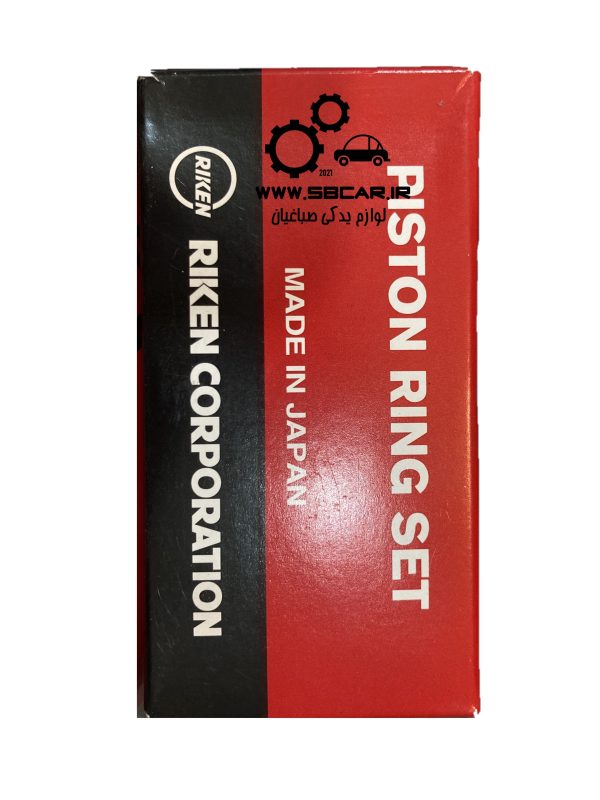 2021
WWW.SBCAR.IR
لوازم یدکی صباغیان
PISTON RING SET
MADE IN JAPAN
RIKEN
RIKEN CORPORATION